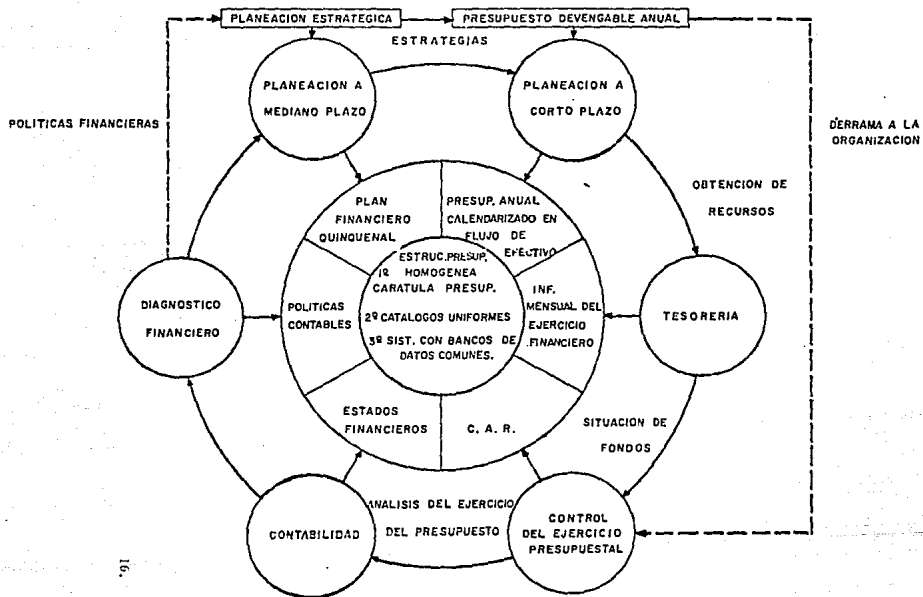 PLANEACION ESTRATEGICA
PRESUPUESTO DEVENGABLE ANUAL
ESTRATEGIAS
PLANEACION A
MEDIANO PLAZO
PLANEACION A
CORTO PLAZO
POLITICAS FINANCIERAS
DERRAMA A LA
ORGANIZACION
OBTENCION DE
RECURSOS
PLAN
FINANCIERO
QUINQUENAL
PRESUP. ANUAL
CALENDARIZADO EN
FLUJO DE
EFECTIVO
ESTRUC. PRESUP.
1º HOMOGENEA
CARATULA PRESUP.
2º CATALOGOS UNIFORMES
3º SIST. CON BANCOS DE
DATOS COMUNES.
DIAGNOSTICO
FINANCIERO
POLITICAS
CONTABLES
INF.
MENSUAL DEL
EJERCICIO
FINANCIERO
TESORERIA
ESTADOS
FINANCIEROS
C. A. R.
SITUACION DE
FONDOS
CONTABILIDAD
ANALISIS DEL EJERCICIO
DEL PRESUPUESTO
CONTROL
DEL EJERCICIO
PRESUPUESTAL
16.